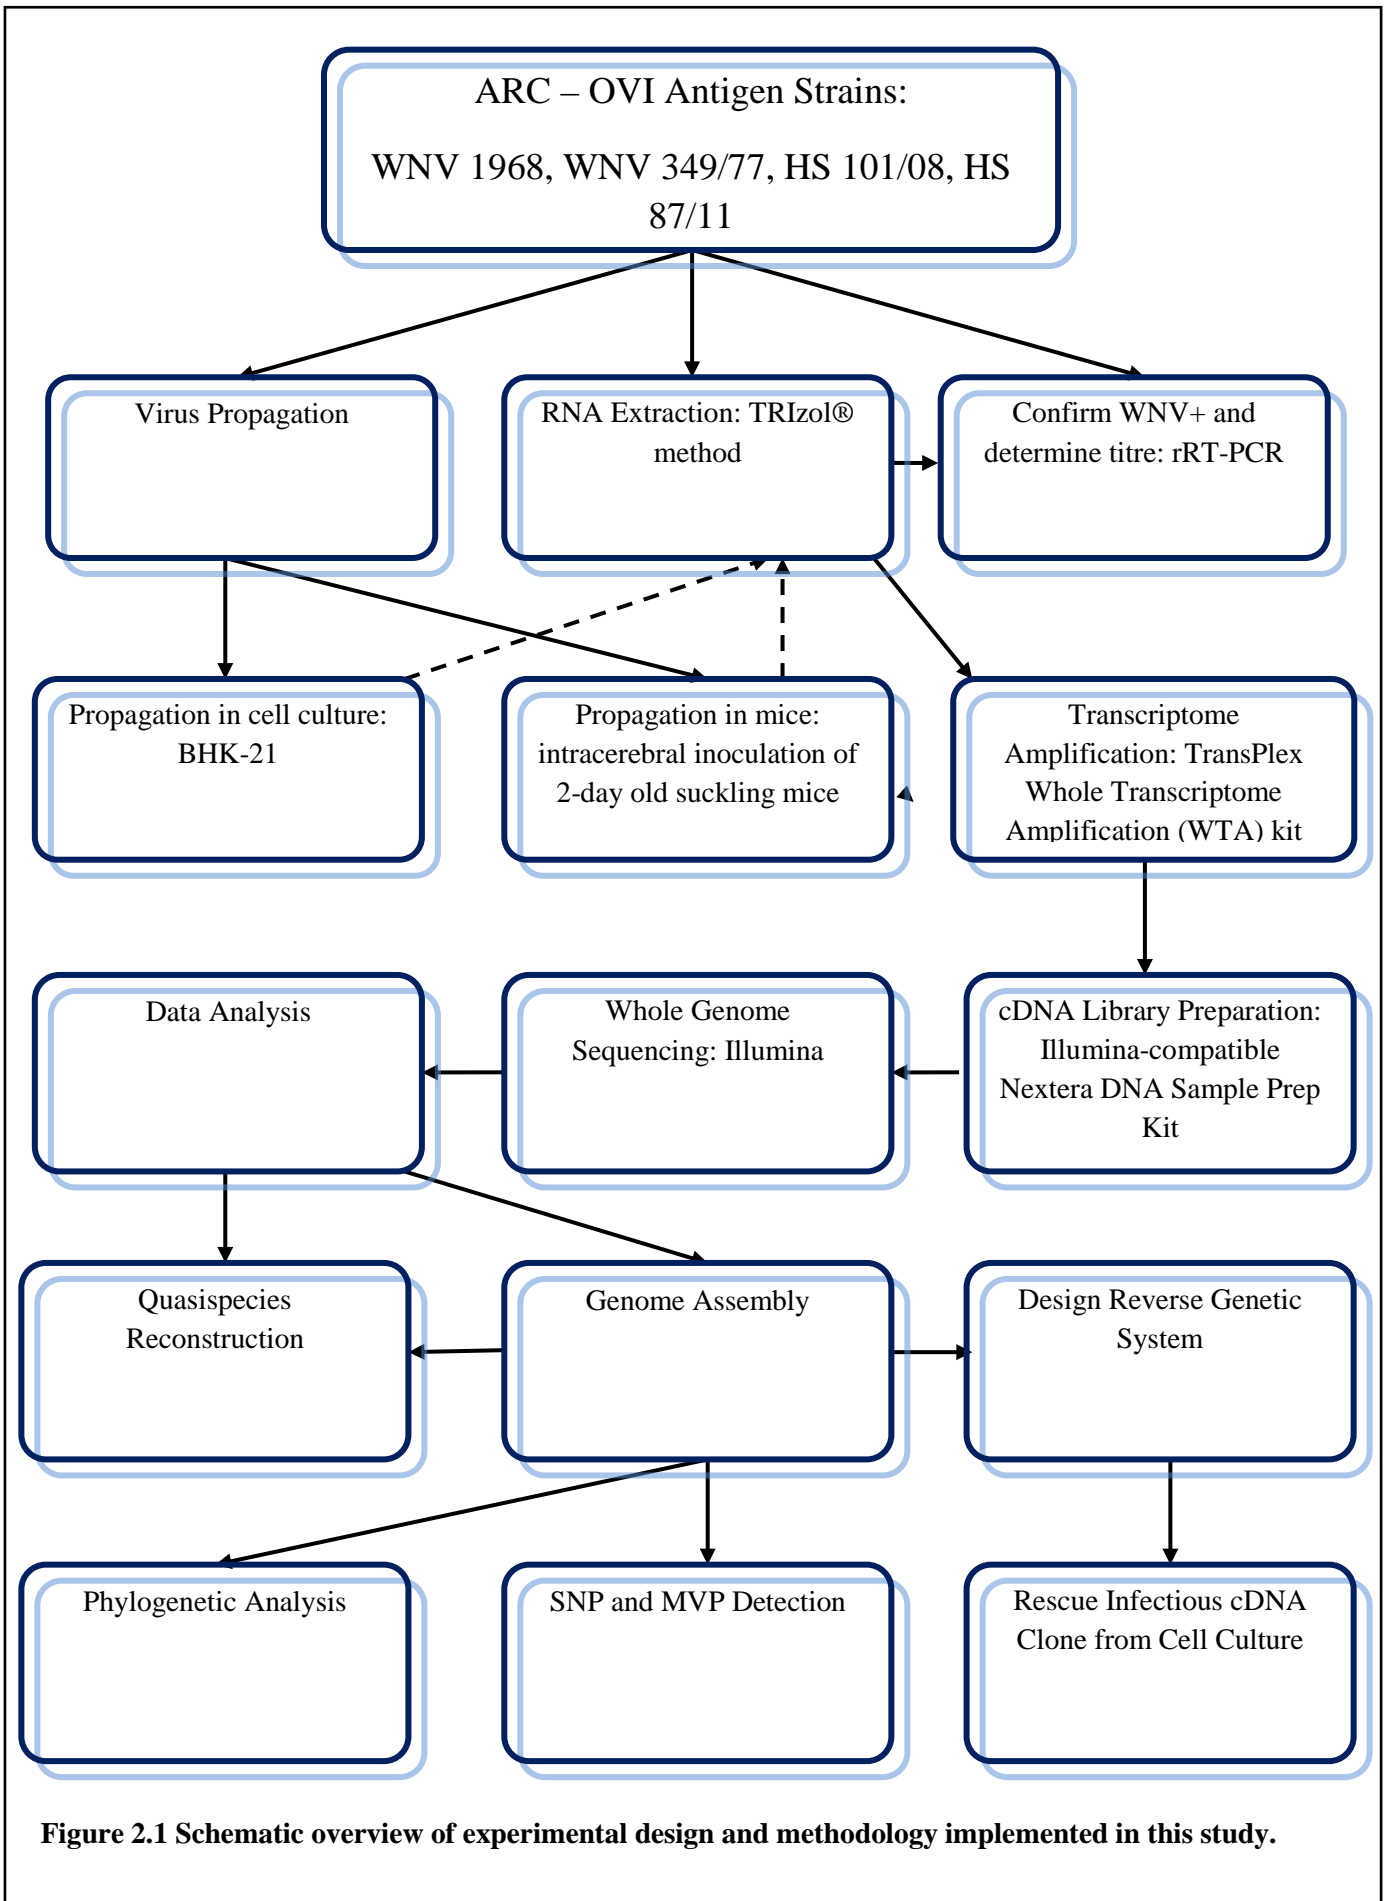 ARC – OVI Antigen Strains:
WNV 1968, WNV 349/77, HS 101/08, HS
87/11
Virus Propagation
RNA Extraction: TRIzol®
method
Confirm WNV+ and
determine titre: rRT-PCR
Propagation in cell culture:
BHK-21
Propagation in mice:
intracerebral inoculation of
2-day old suckling mice
Transcriptome
Amplification: TransPlex
Whole Transcriptome
Amplification (WTA) kit
Data Analysis
Whole Genome
Sequencing: Illumina
cDNA Library Preparation:
Illumina-compatible
Nextera DNA Sample Prep
Kit
Quasispecies
Reconstruction
Genome Assembly
Design Reverse Genetic
System
Phylogenetic Analysis
SNP and MVP Detection
Rescue Infectious cDNA
Clone from Cell Culture
Figure 2.1 Schematic overview of experimental design and methodology implemented in this study.